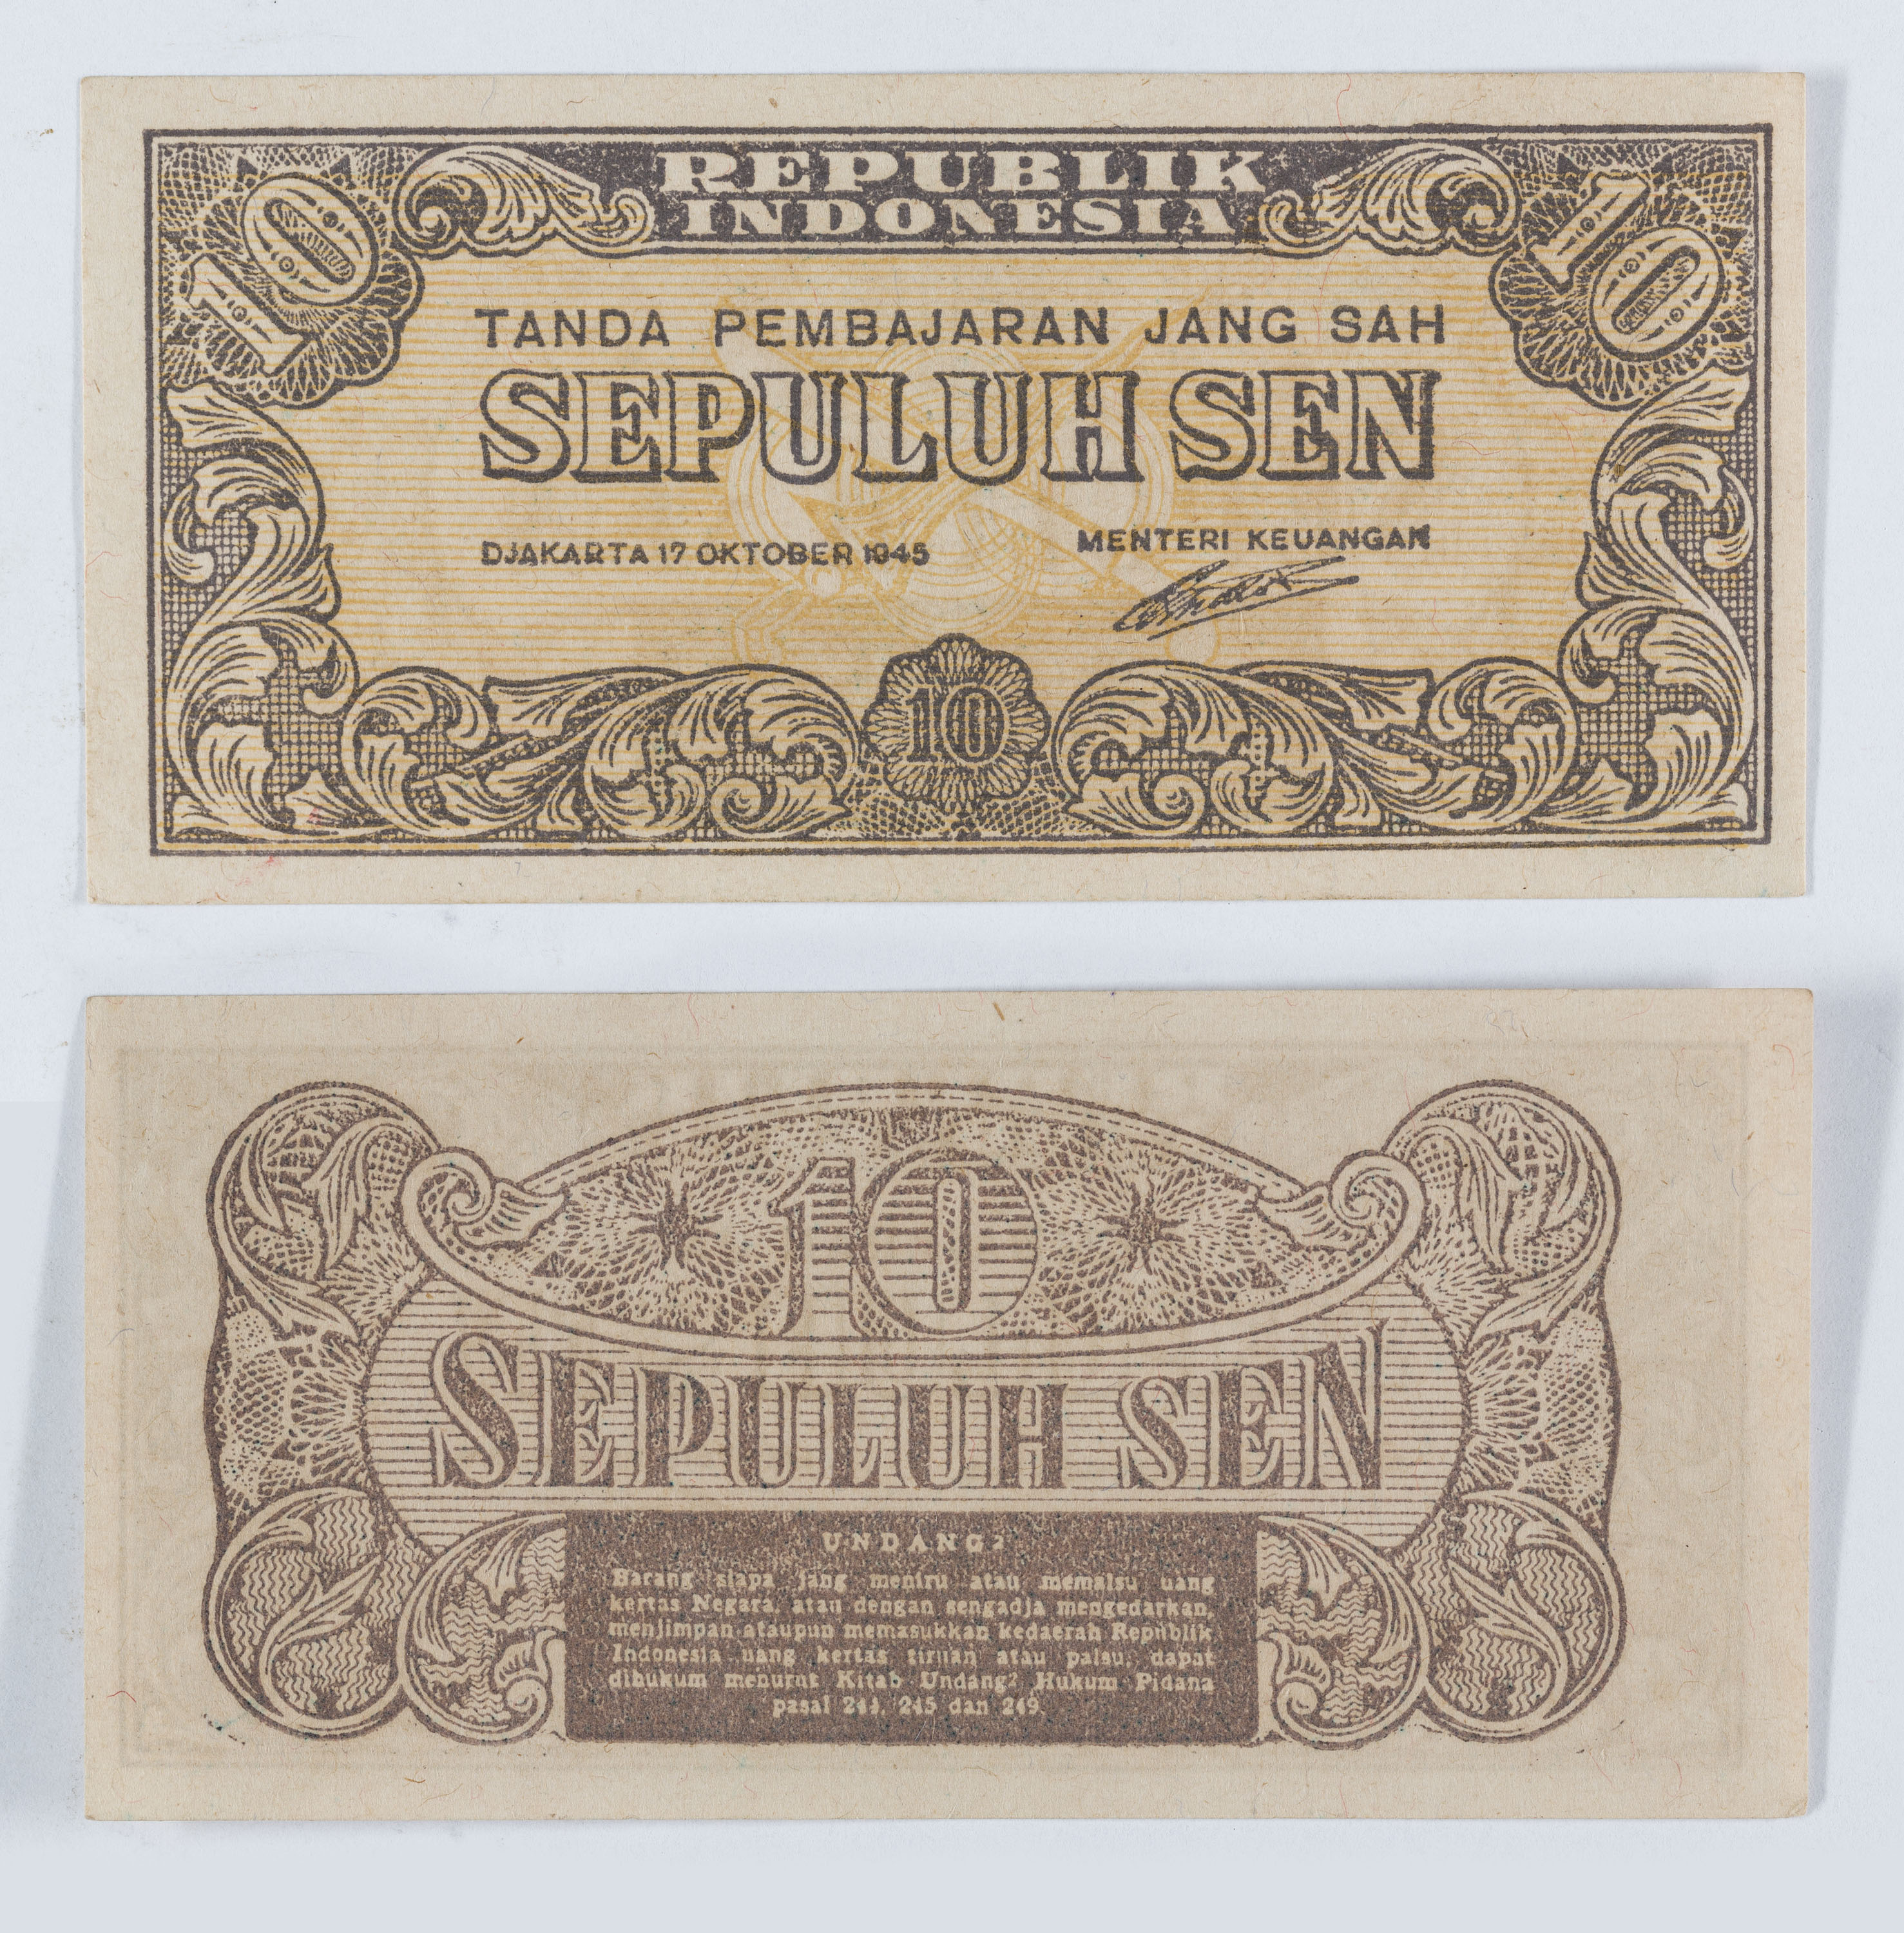 10
REPUBLIK
INDONESIA
10
TANDA PEMBAJARAN JANG SAH
SEPULUH SEN
DJAKARTA 17 OKTOBER 1945
MENTERI KEUANGAN
10
10
SEPULUH SEN
UNDANG2
Barang siapa jang meniru atau memalsu uang
kertas Negara, atau dengan sengadja mengedarkan,
menjimpan ataupun memasukkan kedaerah Republik
Indonesia uang kertas tiruan atau palsu, dapat
dihukum menurut Kitab Undang2 Hukum Pidana
pasal 244, 245 dan 249.